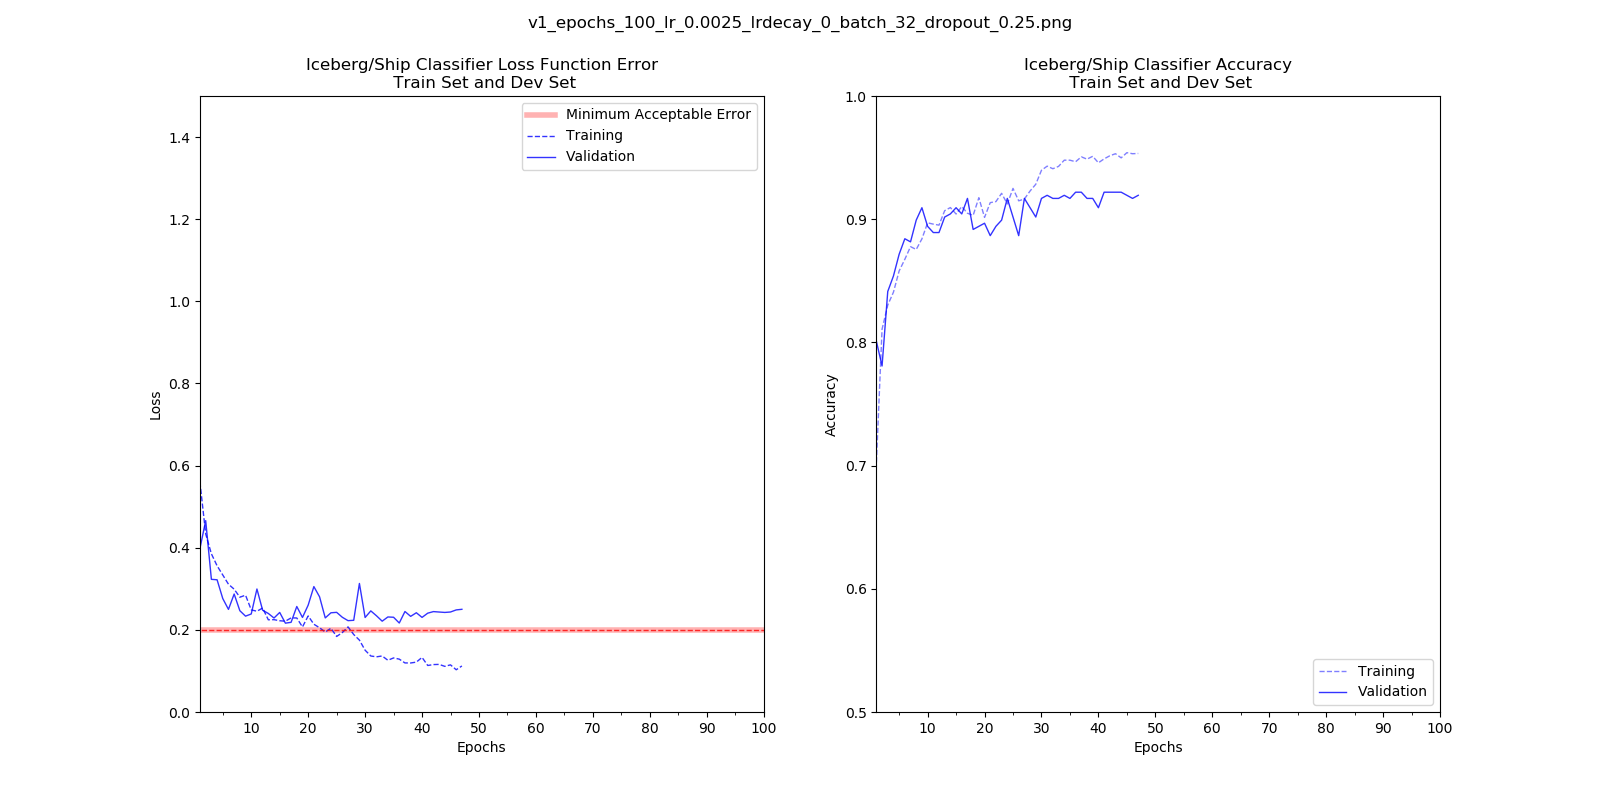 v1_epochs_100_lr_0.0025_lrdecay_0_batch_32_dropout_0.25.png
Iceberg/Ship Classifier Loss Function Error
Train Set and Dev Set
Minimum Acceptable Error
Training
Validation
1.4
1.2
1.0
0.8
0.6
0.4
0.2
0.0
Loss
10 20 30 40 50 60 70 80 90 100
Epochs
Iceberg/Ship Classifier Accuracy
Train Set and Dev Set
1.0
0.9
0.8
0.7
0.6
0.5
Accuracy
Training
Validation
10 20 30 40 50 60 70 80 90 100
Epochs